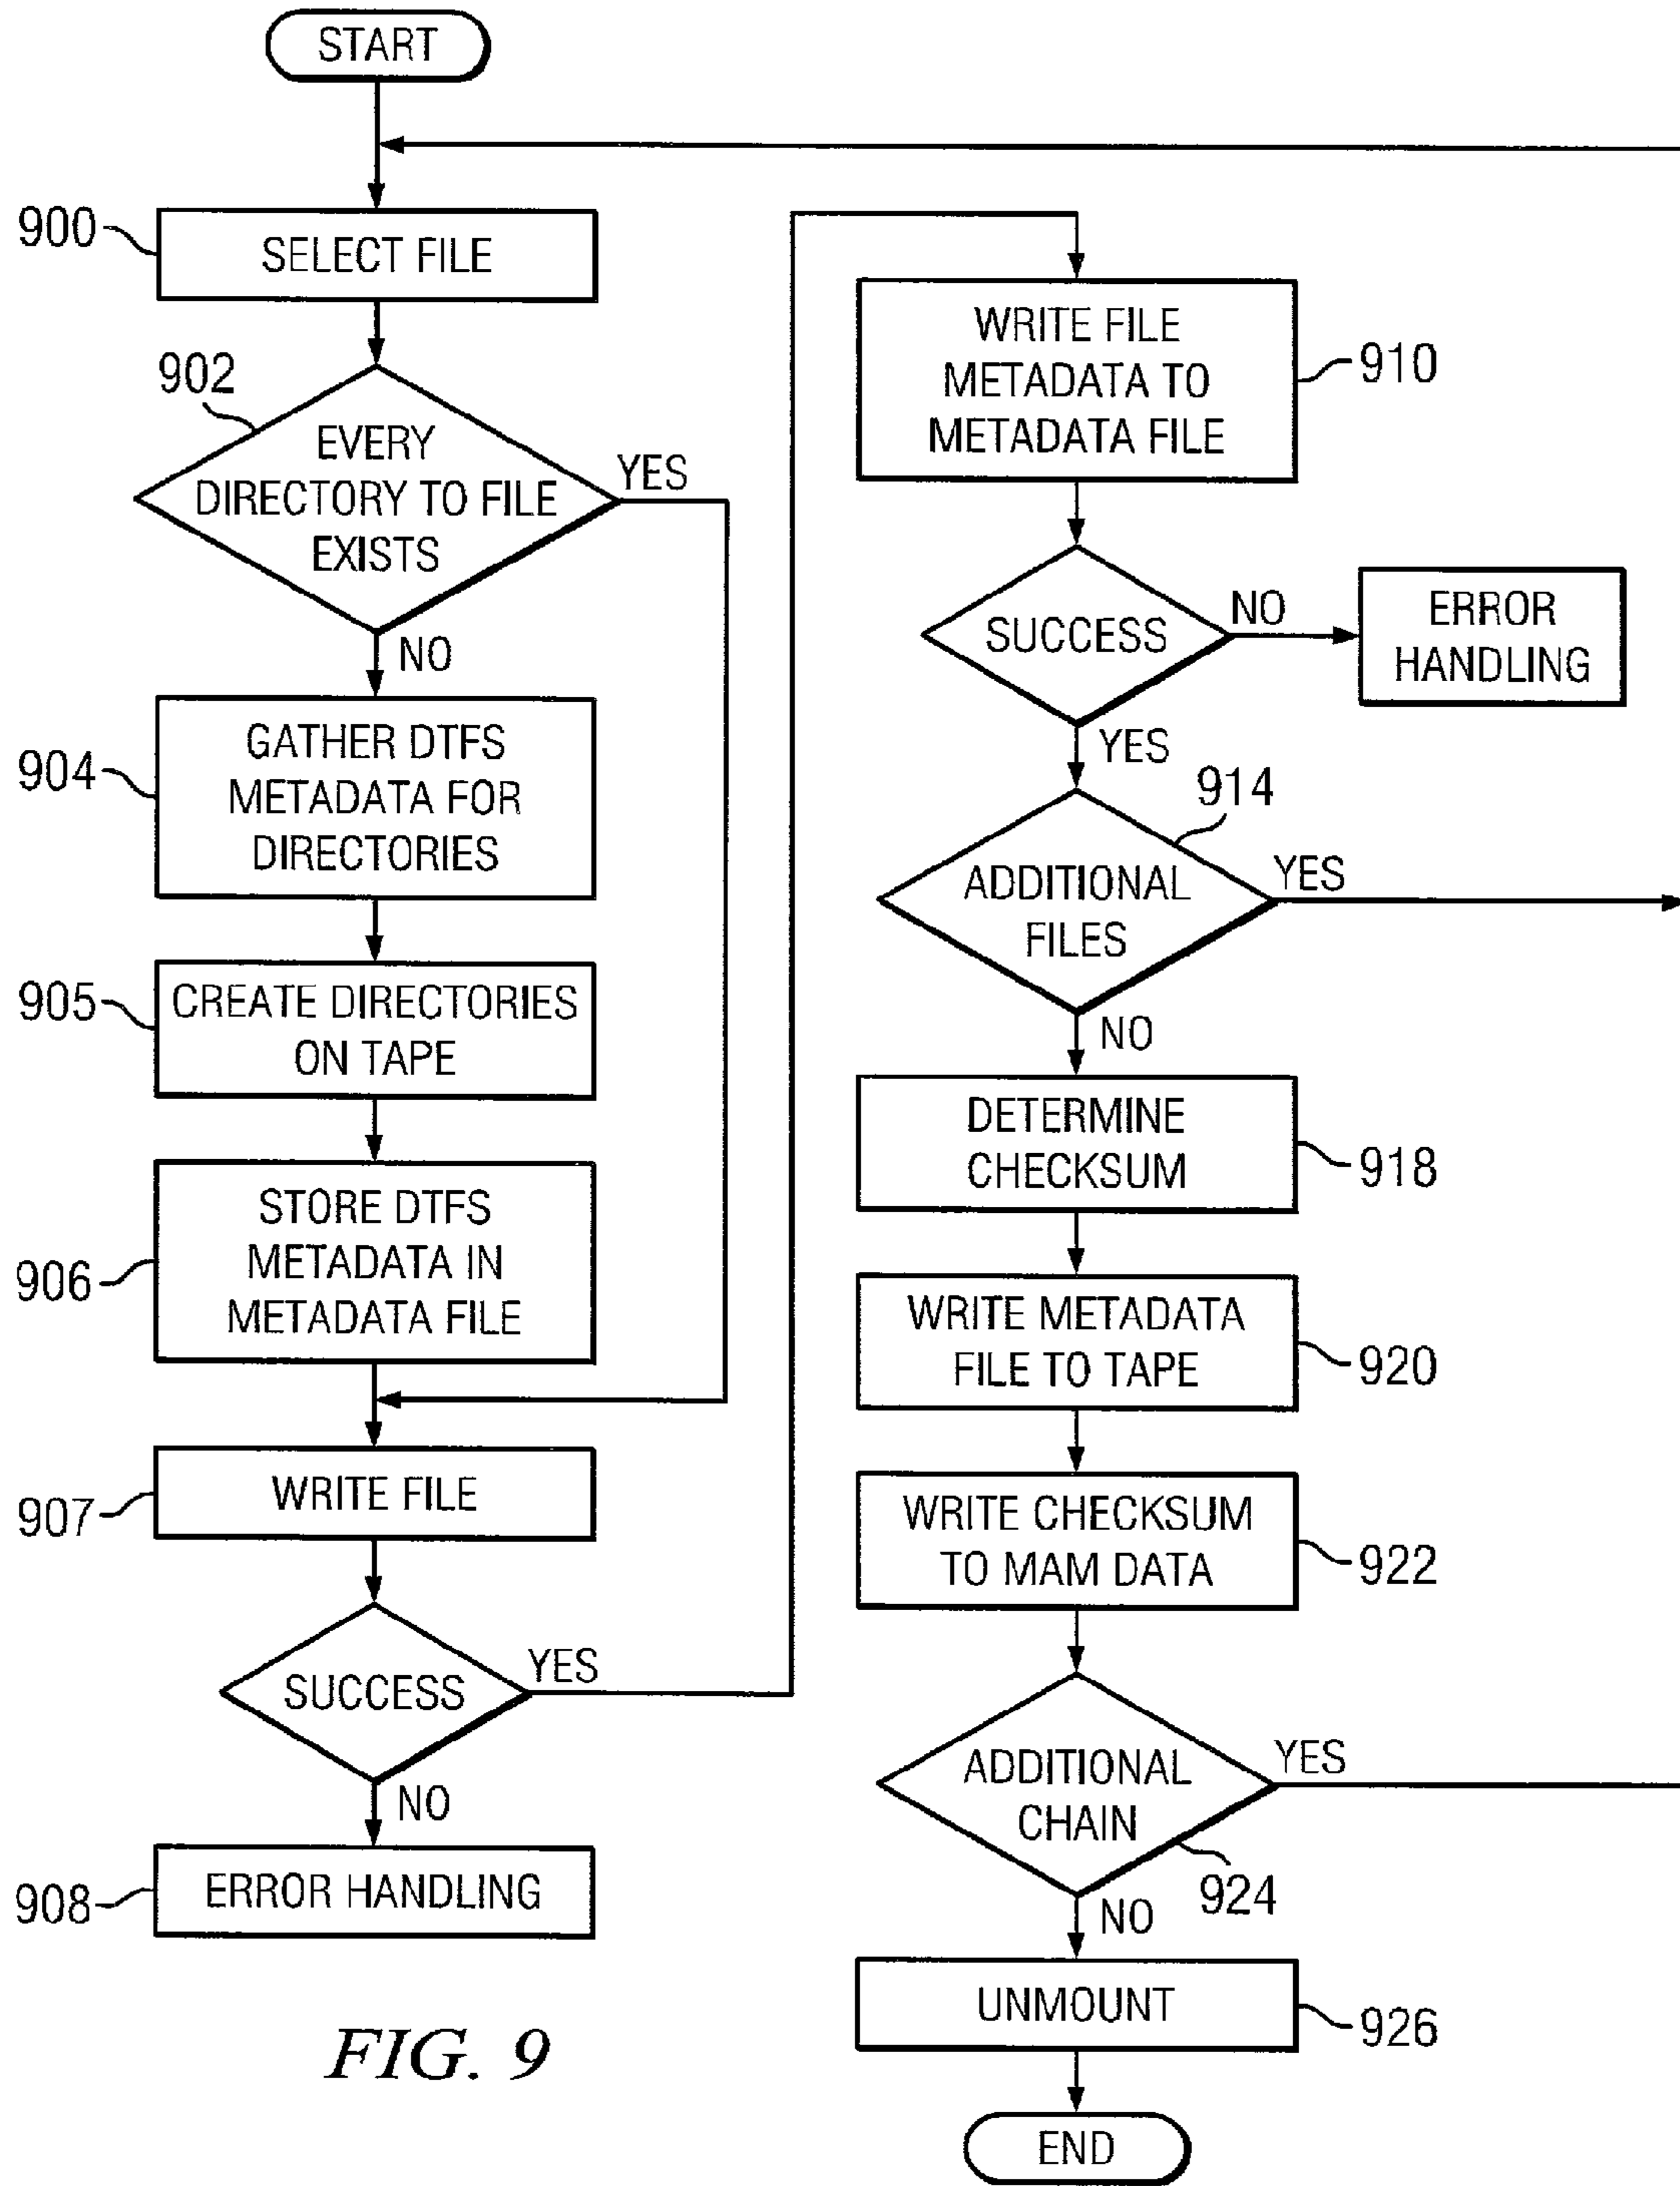 START
900
SELECT FILE
902
EVERY
DIRECTORY TO FILE
EXISTS
YES
NO
904
GATHER DTFS
METADATA FOR
DIRECTORIES
905
CREATE DIRECTORIES
ON TAPE
906
STORE DTFS
METADATA IN
METADATA FILE
907
WRITE FILE
SUCCESS
YES
NO
908
ERROR HANDLING
WRITE FILE
METADATA TO
METADATA FILE
910
SUCCESS
NO
ERROR
HANDLING
YES
914
ADDITIONAL
FILES
YES
NO
DETERMINE
CHECKSUM
918
WRITE METADATA
FILE TO TAPE
920
WRITE CHECKSUM
TO MAM DATA
922
ADDITIONAL
CHAIN
YES
924
NO
UNMOUNT
926
END
FIG. 9